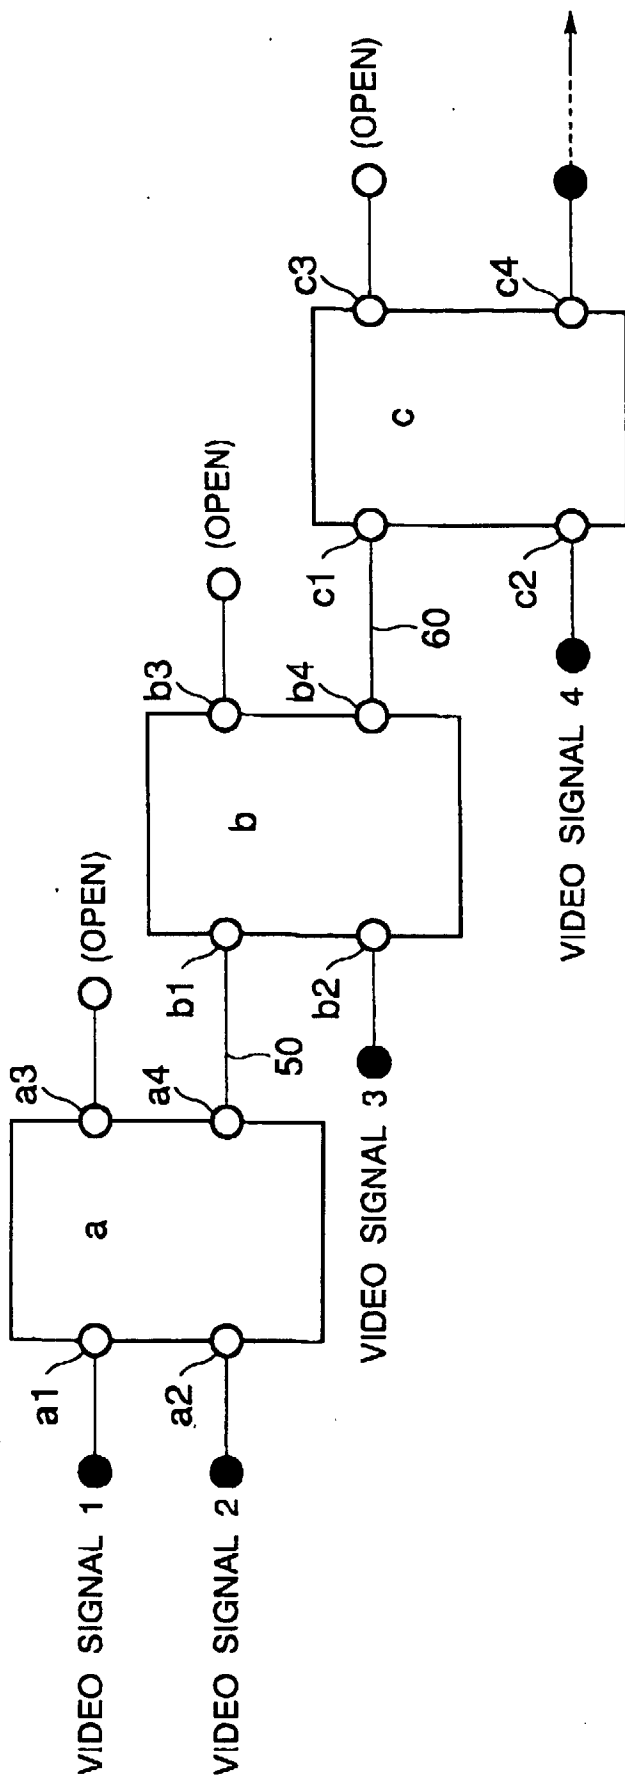 VIDEO SIGNAL 1
VIDEO SIGNAL 2
a1
a2
a
a3
a4
(OPEN)
50
VIDEO SIGNAL 3
b1
b2
b
b3
b4
(OPEN)
60
VIDEO SIGNAL 4
c1
c2
c
c3
c4
(OPEN)